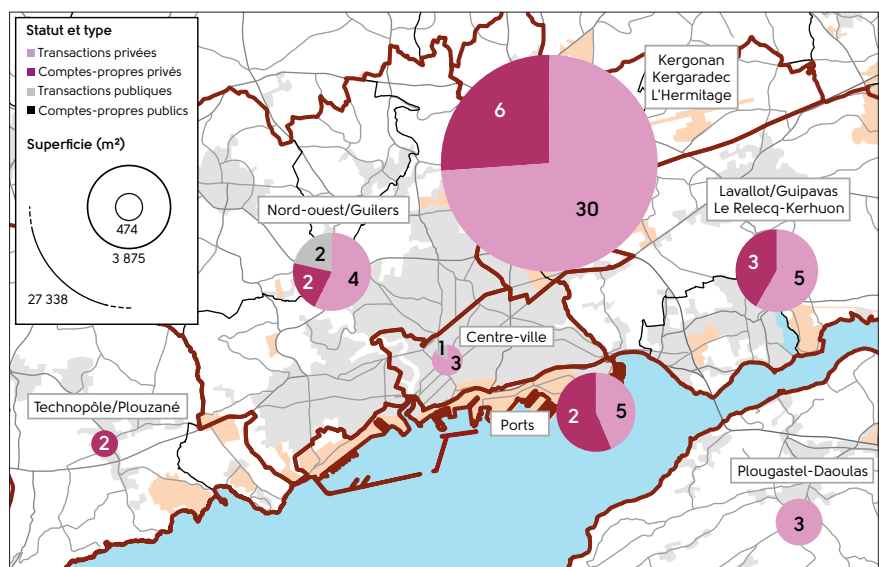 Statut et type
Transactions privées
Comptes-propres privés
Transactions publiques
Comptes-propres publics
Superficie (m²)
474
3 875
27 338
Kergonan
Kergaradec
L'Hermitage
6
30
Nord-ouest/Guilers
2
2
4
Lavallot/Guipavas
Le Relecq-Kerhuon
3
5
Centre-ville
1
3
Technopôle/Plouzané
2
Ports
2
5
Plougastel-Daoulas
3